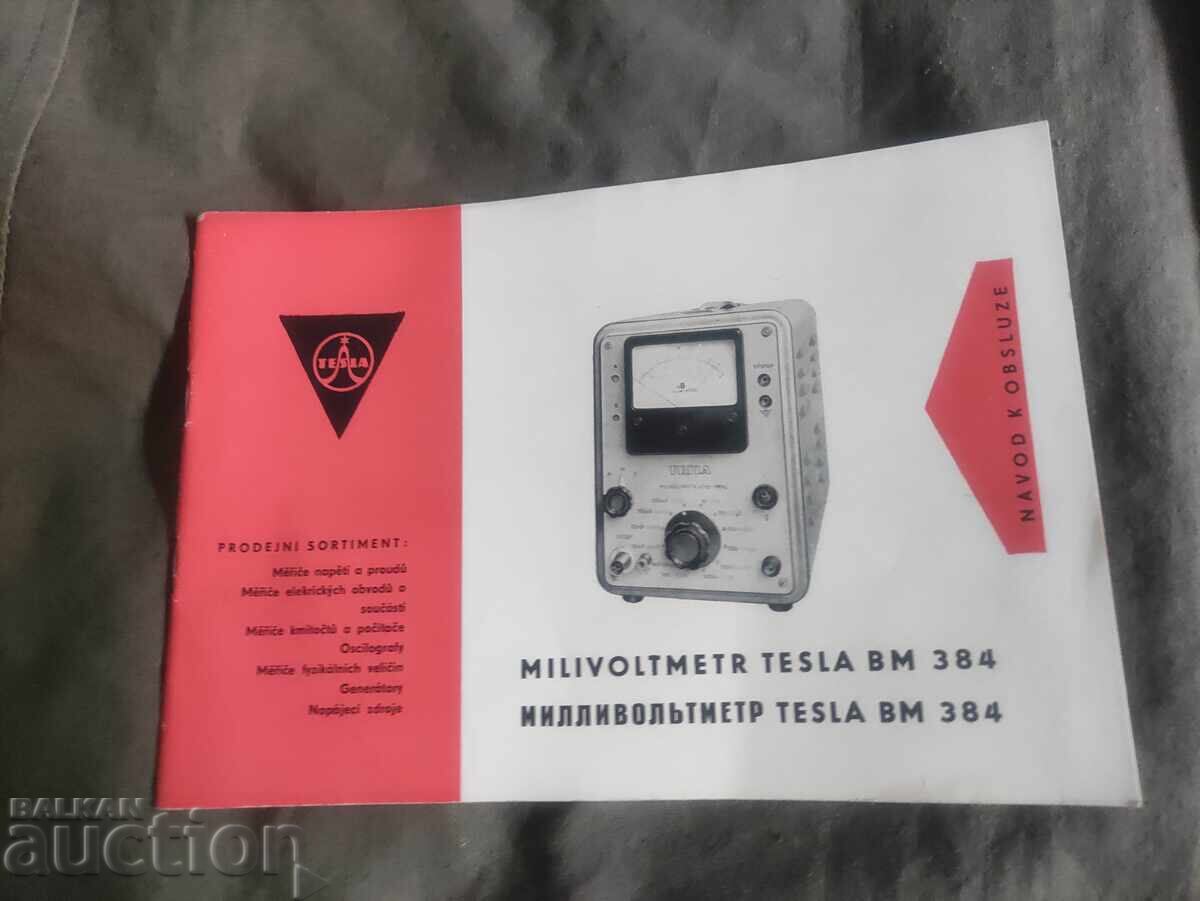 TESLA
PRODEJNI SORTIMENT:
Měřiče napětí a proudů
Měřiče elekrických obvodů a
součástí
Měřiče kmitočtů a počítače
Oscilografy
Měřiče fysikálních veličin
Generátory
Napájecí zdroje
dB
TESLA
NAVOD K OBSLUZE
MILIVOLTMETR TESLA BM 384
МИЛЛИВОЛЬТМЕТР TESLA BM 384
BALKAN
auction